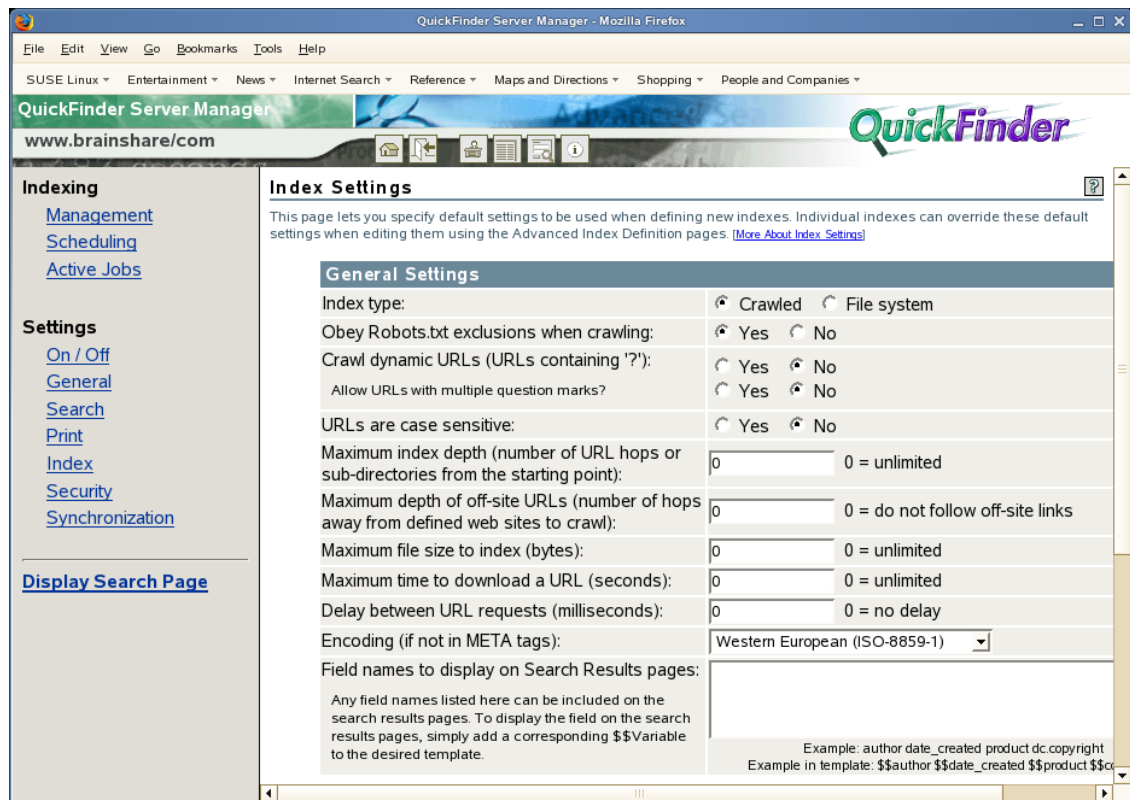 QuickFinder Server Manager - Mozilla Firefox
File Edit View Go Bookmarks Tools Help
SUSE Linux Entertainment News Internet Search Reference Maps and Directions Shopping People and Companies
QuickFinder Server Manager
Advanced Sea
QuickFinder
www.brainshare/com
Indexing
Management
Scheduling
Active Jobs
Settings
On / Off
General
Search
Print
Index
Security
Synchronization
Display Search Page
Index Settings
?
This page lets you specify default settings to be used when defining new indexes. Individual indexes can override these default
settings when editing them using the Advanced Index Definition pages. [More About Index Settings]
General Settings
Index type: Crawled File system
Obey Robots.txt exclusions when crawling: Yes No
Crawl dynamic URLs (URLs containing '?'): Yes No
Allow URLs with multiple question marks? Yes No
URLs are case sensitive: Yes No
Maximum index depth (number of URL hops or
sub-directories from the starting point): 0 0 = unlimited
Maximum depth of off-site URLs (number of hops
away from defined web sites to crawl): 0 0 = do not follow off-site links
Maximum file size to index (bytes): 0 0 = unlimited
Maximum time to download a URL (seconds): 0 0 = unlimited
Delay between URL requests (milliseconds): 0 0 = no delay
Encoding (if not in META tags): Western European (ISO-8859-1)
Field names to display on Search Results pages:
Any field names listed here can be included on the
search results pages. To display the field on the search
results pages, simply add a corresponding $$Variable
to the desired template.
Example: author date_created product dc.copyright
Example in template: $$author $$date_created $$product $$co